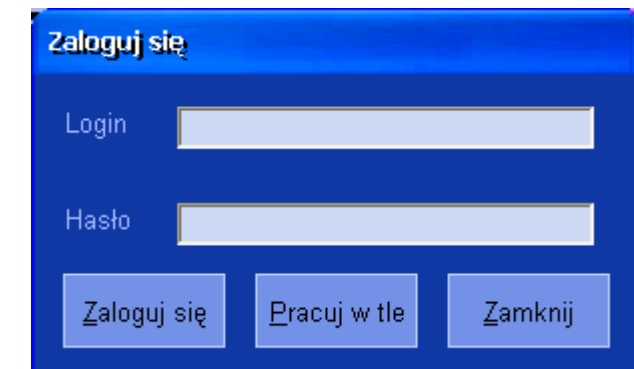 Zaloguj się
Login
Hasło
Zaloguj się
Pracuj w tle
Zamknij